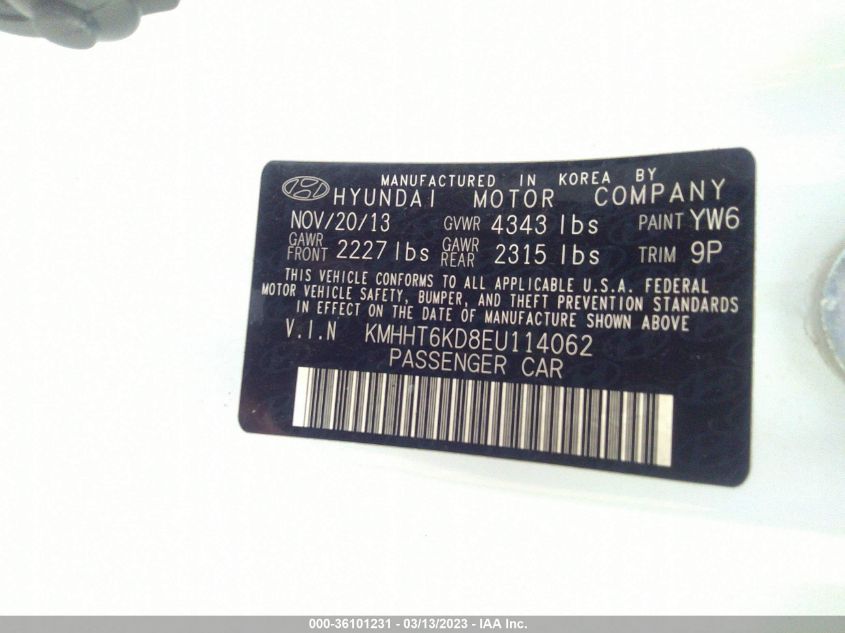 MANUFACTURED IN KOREA BY
HYUNDAI MOTOR COMPANY
NOV/20/13 GVWR 4343 lbs PAINT YW6
GAWR FRONT 2227 lbs GAWR REAR 2315 lbs TRIM 9P
THIS VEHICLE CONFORMS TO ALL APPLICABLE U.S.A. FEDERAL
MOTOR VEHICLE SAFETY, BUMPER, AND THEFT PREVENTION STANDARDS
IN EFFECT ON THE DATE OF MANUFACTURE SHOWN ABOVE
V.I.N KMHHT6KD8EU114062
PASSENGER CAR
000-36101231 - 03/13/2023 - IAA Inc.